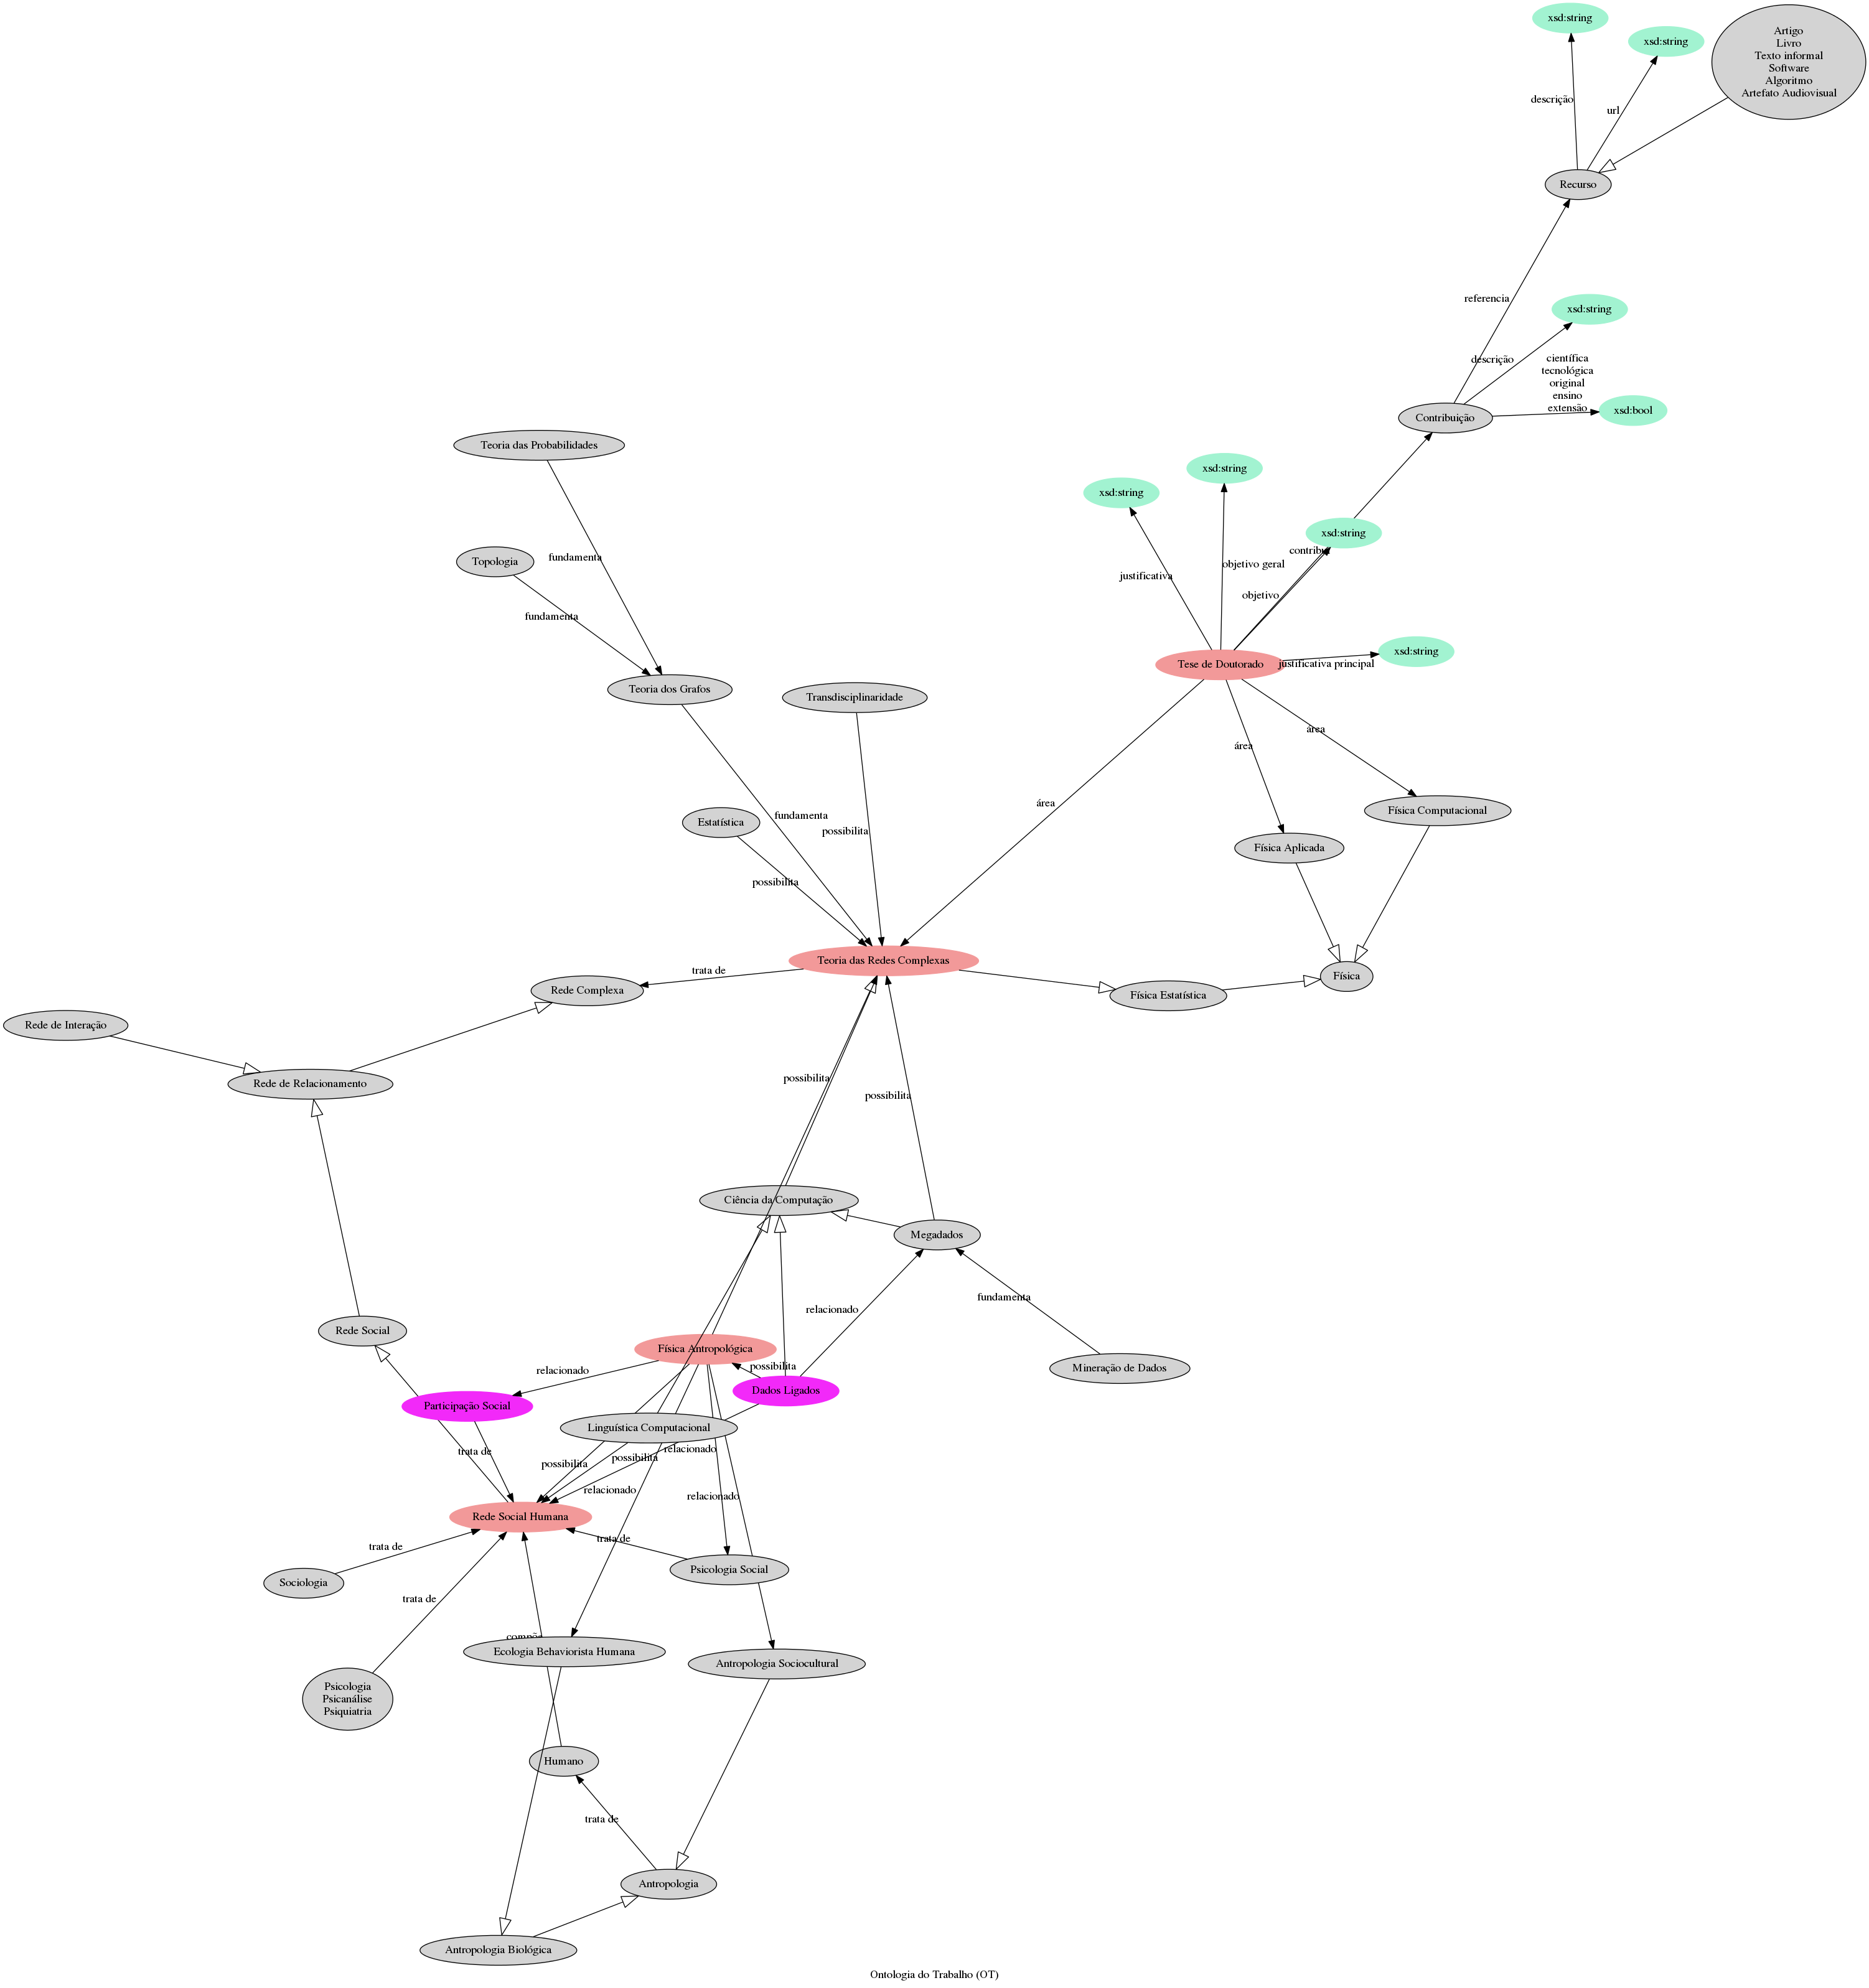 xsd:string
xsd:string
Artigo
Livro
Texto informal
Software
Algoritmo
Artefato Audiovisual
descrição
url
Recurso
referencia
xsd:string
descrição
científica
tecnológica
original
ensino
extensão
xsd:bool
Contribuição
Teoria das Probabilidades
xsd:string
xsd:string
xsd:string
Topologia
fundamenta
contribui
objetivo geral
justificativa
objetivo
fundamenta
xsd:string
justificativa principal
Tese de Doutorado
Teoria dos Grafos
Transdisciplinaridade
área
área
área
Física Computacional
fundamenta
Estatística
possibilita
Física Aplicada
possibilita
Teoria das Redes Complexas
trata de
Física
Rede Complexa
Física Estatística
Rede de Interação
Rede de Relacionamento
possibilita
possibilita
Ciência da Computação
Megadados
fundamenta
relacionado
Rede Social
Física Antropológica
possibilita
Mineração de Dados
relacionado
Dados Ligados
Participação Social
Linguística Computacional
relacionado
trata de
possibilita
possibilita
relacionado
relacionado
Rede Social Humana
trata de
trata de
Psicologia Social
Sociologia
trata de
compõe
Ecologia Behaviorista Humana
Antropologia Sociocultural
Psicologia
Psicanálise
Psiquiatria
Humano
trata de
Antropologia
Antropologia Biológica
Ontologia do Trabalho (OT)